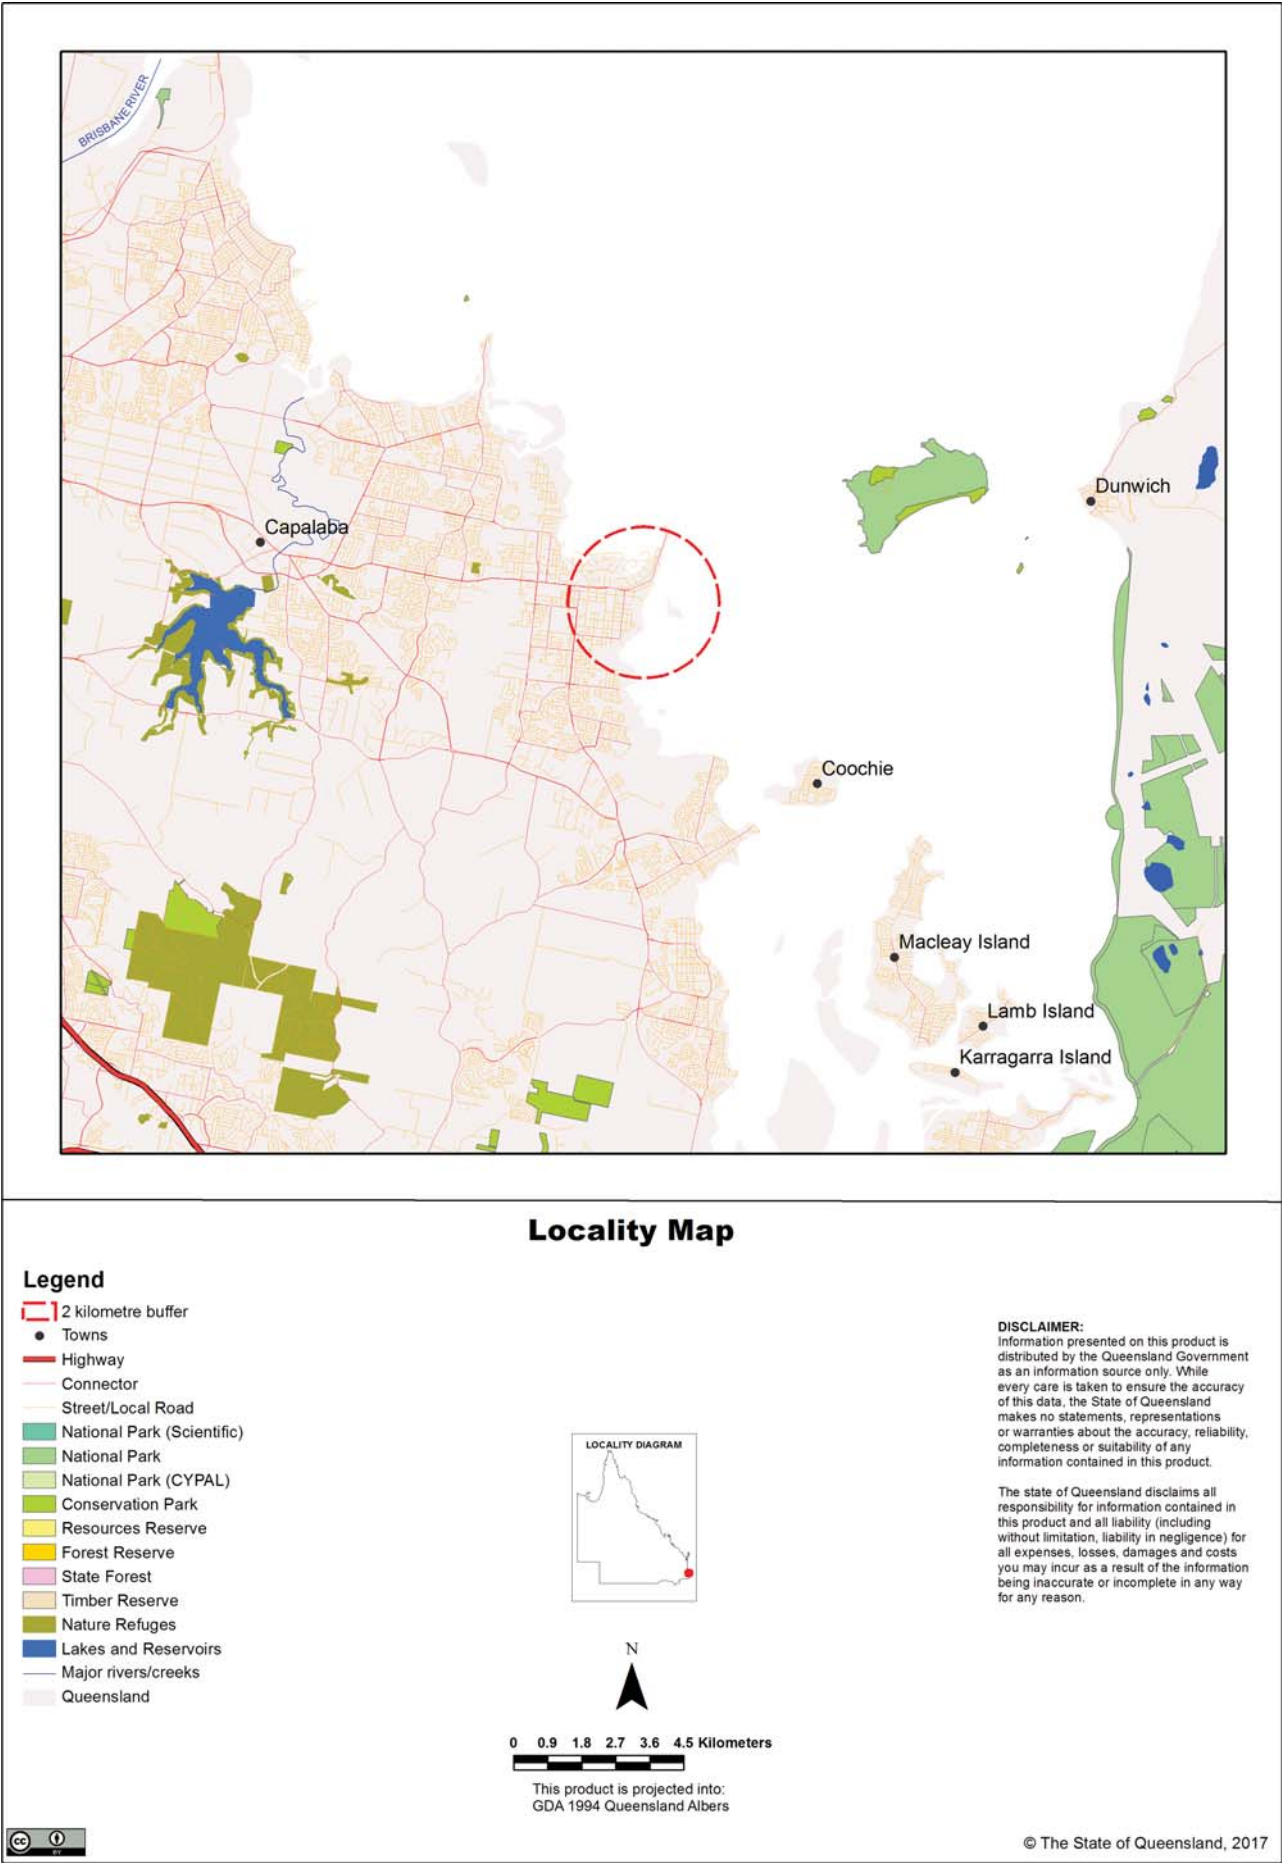 BRISBANE RIVER
Dunwich
Capalaba
Coochie
Macleay Island
Lamb Island
Karragarra Island
Locality Map
Legend
2 kilometre buffer
Towns
Highway
Connector
Street/Local Road
National Park (Scientific)
National Park
National Park (CYPAL)
Conservation Park
Resources Reserve
Forest Reserve
State Forest
Timber Reserve
Nature Refuges
Lakes and Reservoirs
Major rivers/creeks
Queensland
LOCALITY DIAGRAM
N
0 0.9 1.8 2.7 3.6 4.5 Kilometers
This product is projected into:
GDA 1994 Queensland Albers
DISCLAIMER:
Information presented on this product is
distributed by the Queensland Government
as an information source only. While
every care is taken to ensure the accuracy
of this data, the State of Queensland
makes no statements, representations
or warranties about the accuracy, reliability,
completeness or suitability of any
information contained in this product.
The state of Queensland disclaims all
responsibility for information contained in
this product and all liability (including
without limitation, liability in negligence) for
all expenses, losses, damages and costs
you may incur as a result of the information
being inaccurate or incomplete in any way
for any reason.
cc
BY
© The State of Queensland, 2017